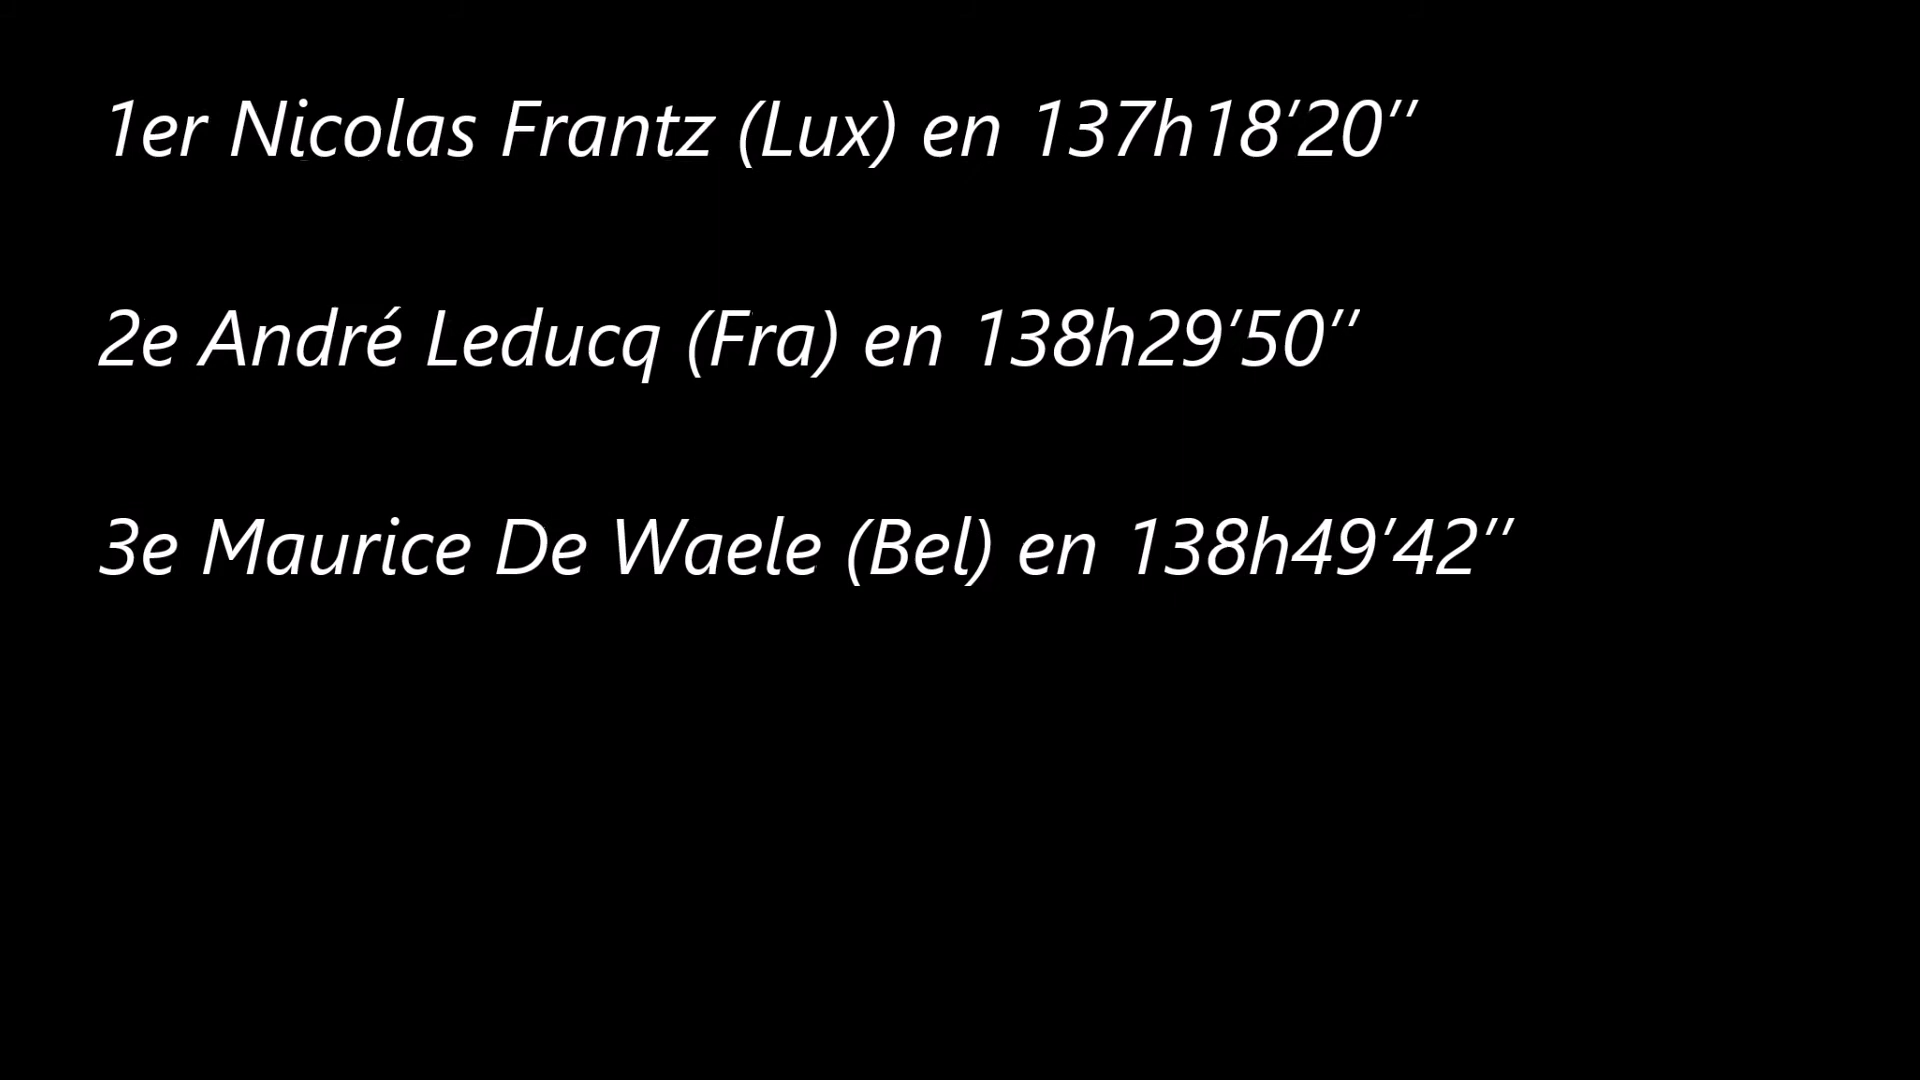 1er Nicolas Frantz (Lux) en 137h18’20’’
2e André Leducq (Fra) en 138h29’50’’
3e Maurice De Waele (Bel) en 138h49’42’’